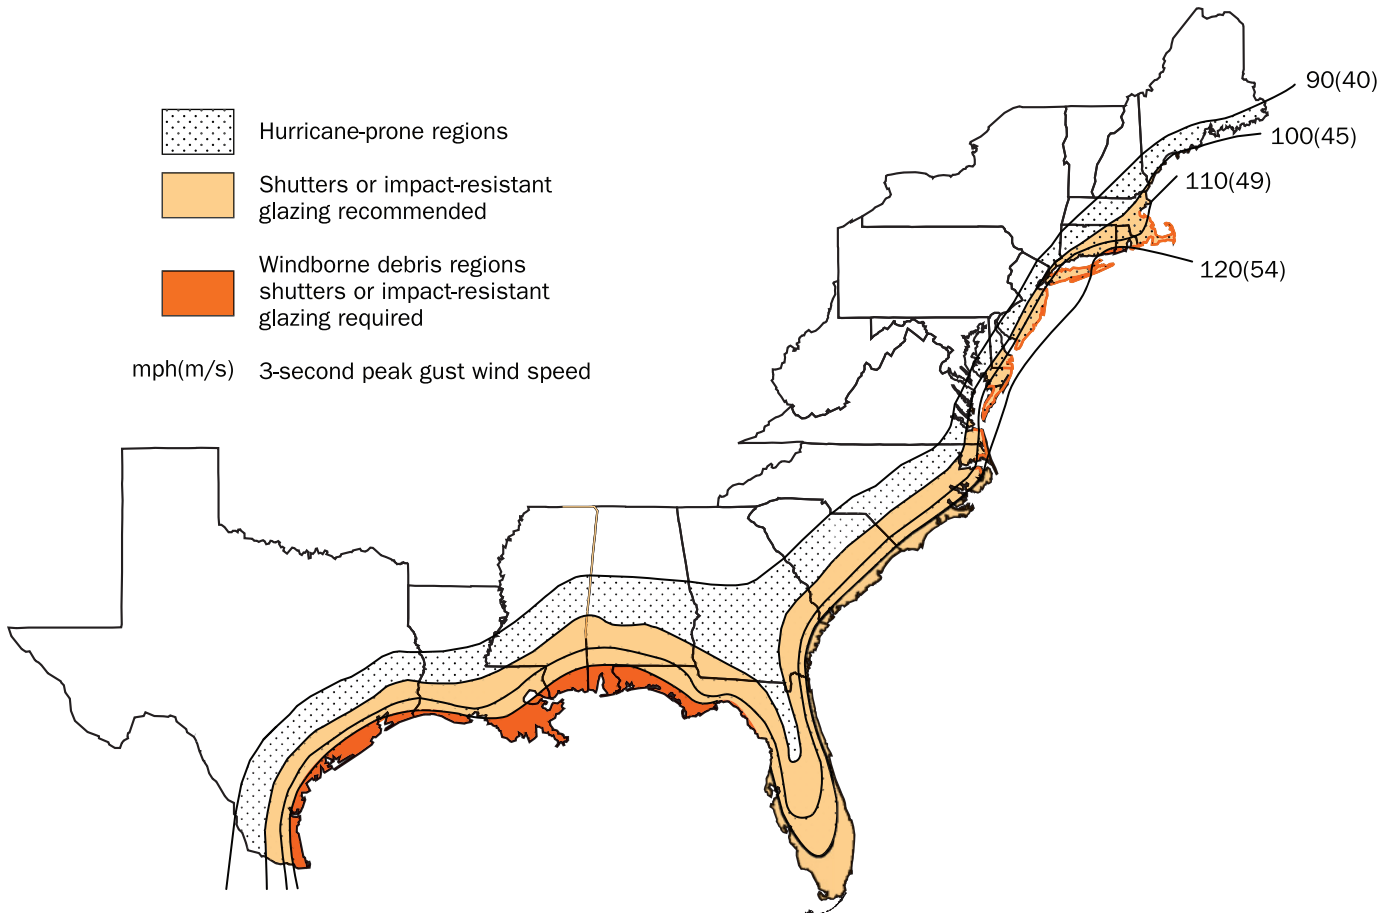 90(40)
100(45)
110(49)
120(54)
Hurricane-prone regions
Shutters or impact-resistant
glazing recommended
Windborne debris regions
shutters or impact-resistant
glazing required
mph(m/s) 3-second peak gust wind speed